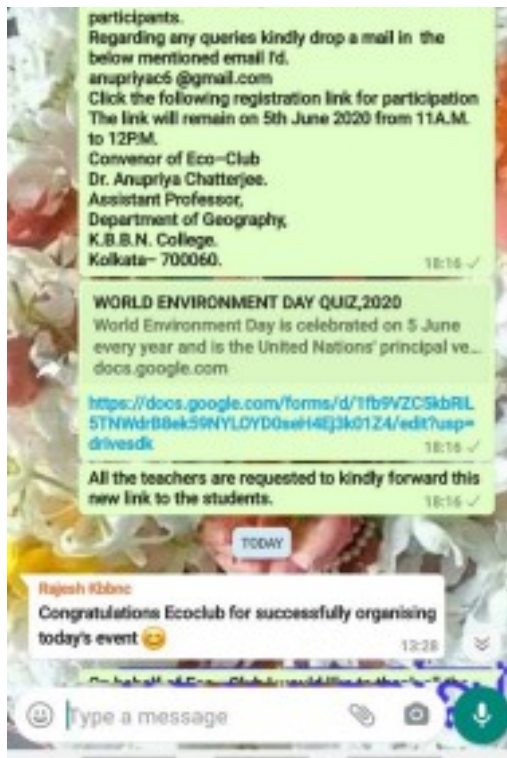 participants.
Regarding any queries kindly drop a mail in the
below mentioned email I'd.
anupriyac6 @gmail.com
Click the following registration link for participation
The link will remain on 5th June 2020 from 11A.M.
to 12P.M.
Convenor of Eco-Club
Dr. Anupriya Chatterjee.
Assistant Professor,
Department of Geography,
K.B.B.N. College.
Kolkata- 700060.
18:16
WORLD ENVIRONMENT DAY QUIZ,2020
World Environment Day is celebrated on 5 June
every year and is the United Nations' principal ve...
docs.google.com
https://docs.google.com/forms/d/
edit?usp=
drivesdk
18:16
All the teachers are requested to kindly forward this
new link to the students.
18:16
TODAY
Rajesh Kbbnc
Congratulations Ecoclub for successfully organising
today's event 😊
13:28
Type a message